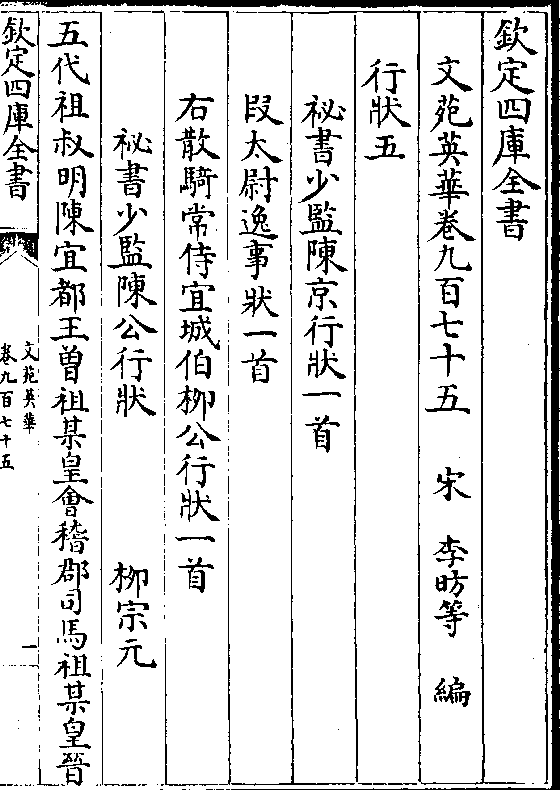 欽定四庫全書
文苑英華卷九百七十五　宋　李昉等　編
行狀五
祕書少監陳京行狀一首
段太尉逸事狀一首
右散騎常侍宜城伯柳公行狀一首
祕書少監陳公行狀　柳宗元
五代祖叔明陳宜都王曾祖某皇會稽郡司馬祖某皇晉
欽定四庫全書
文苑英華
卷九百七十五
一